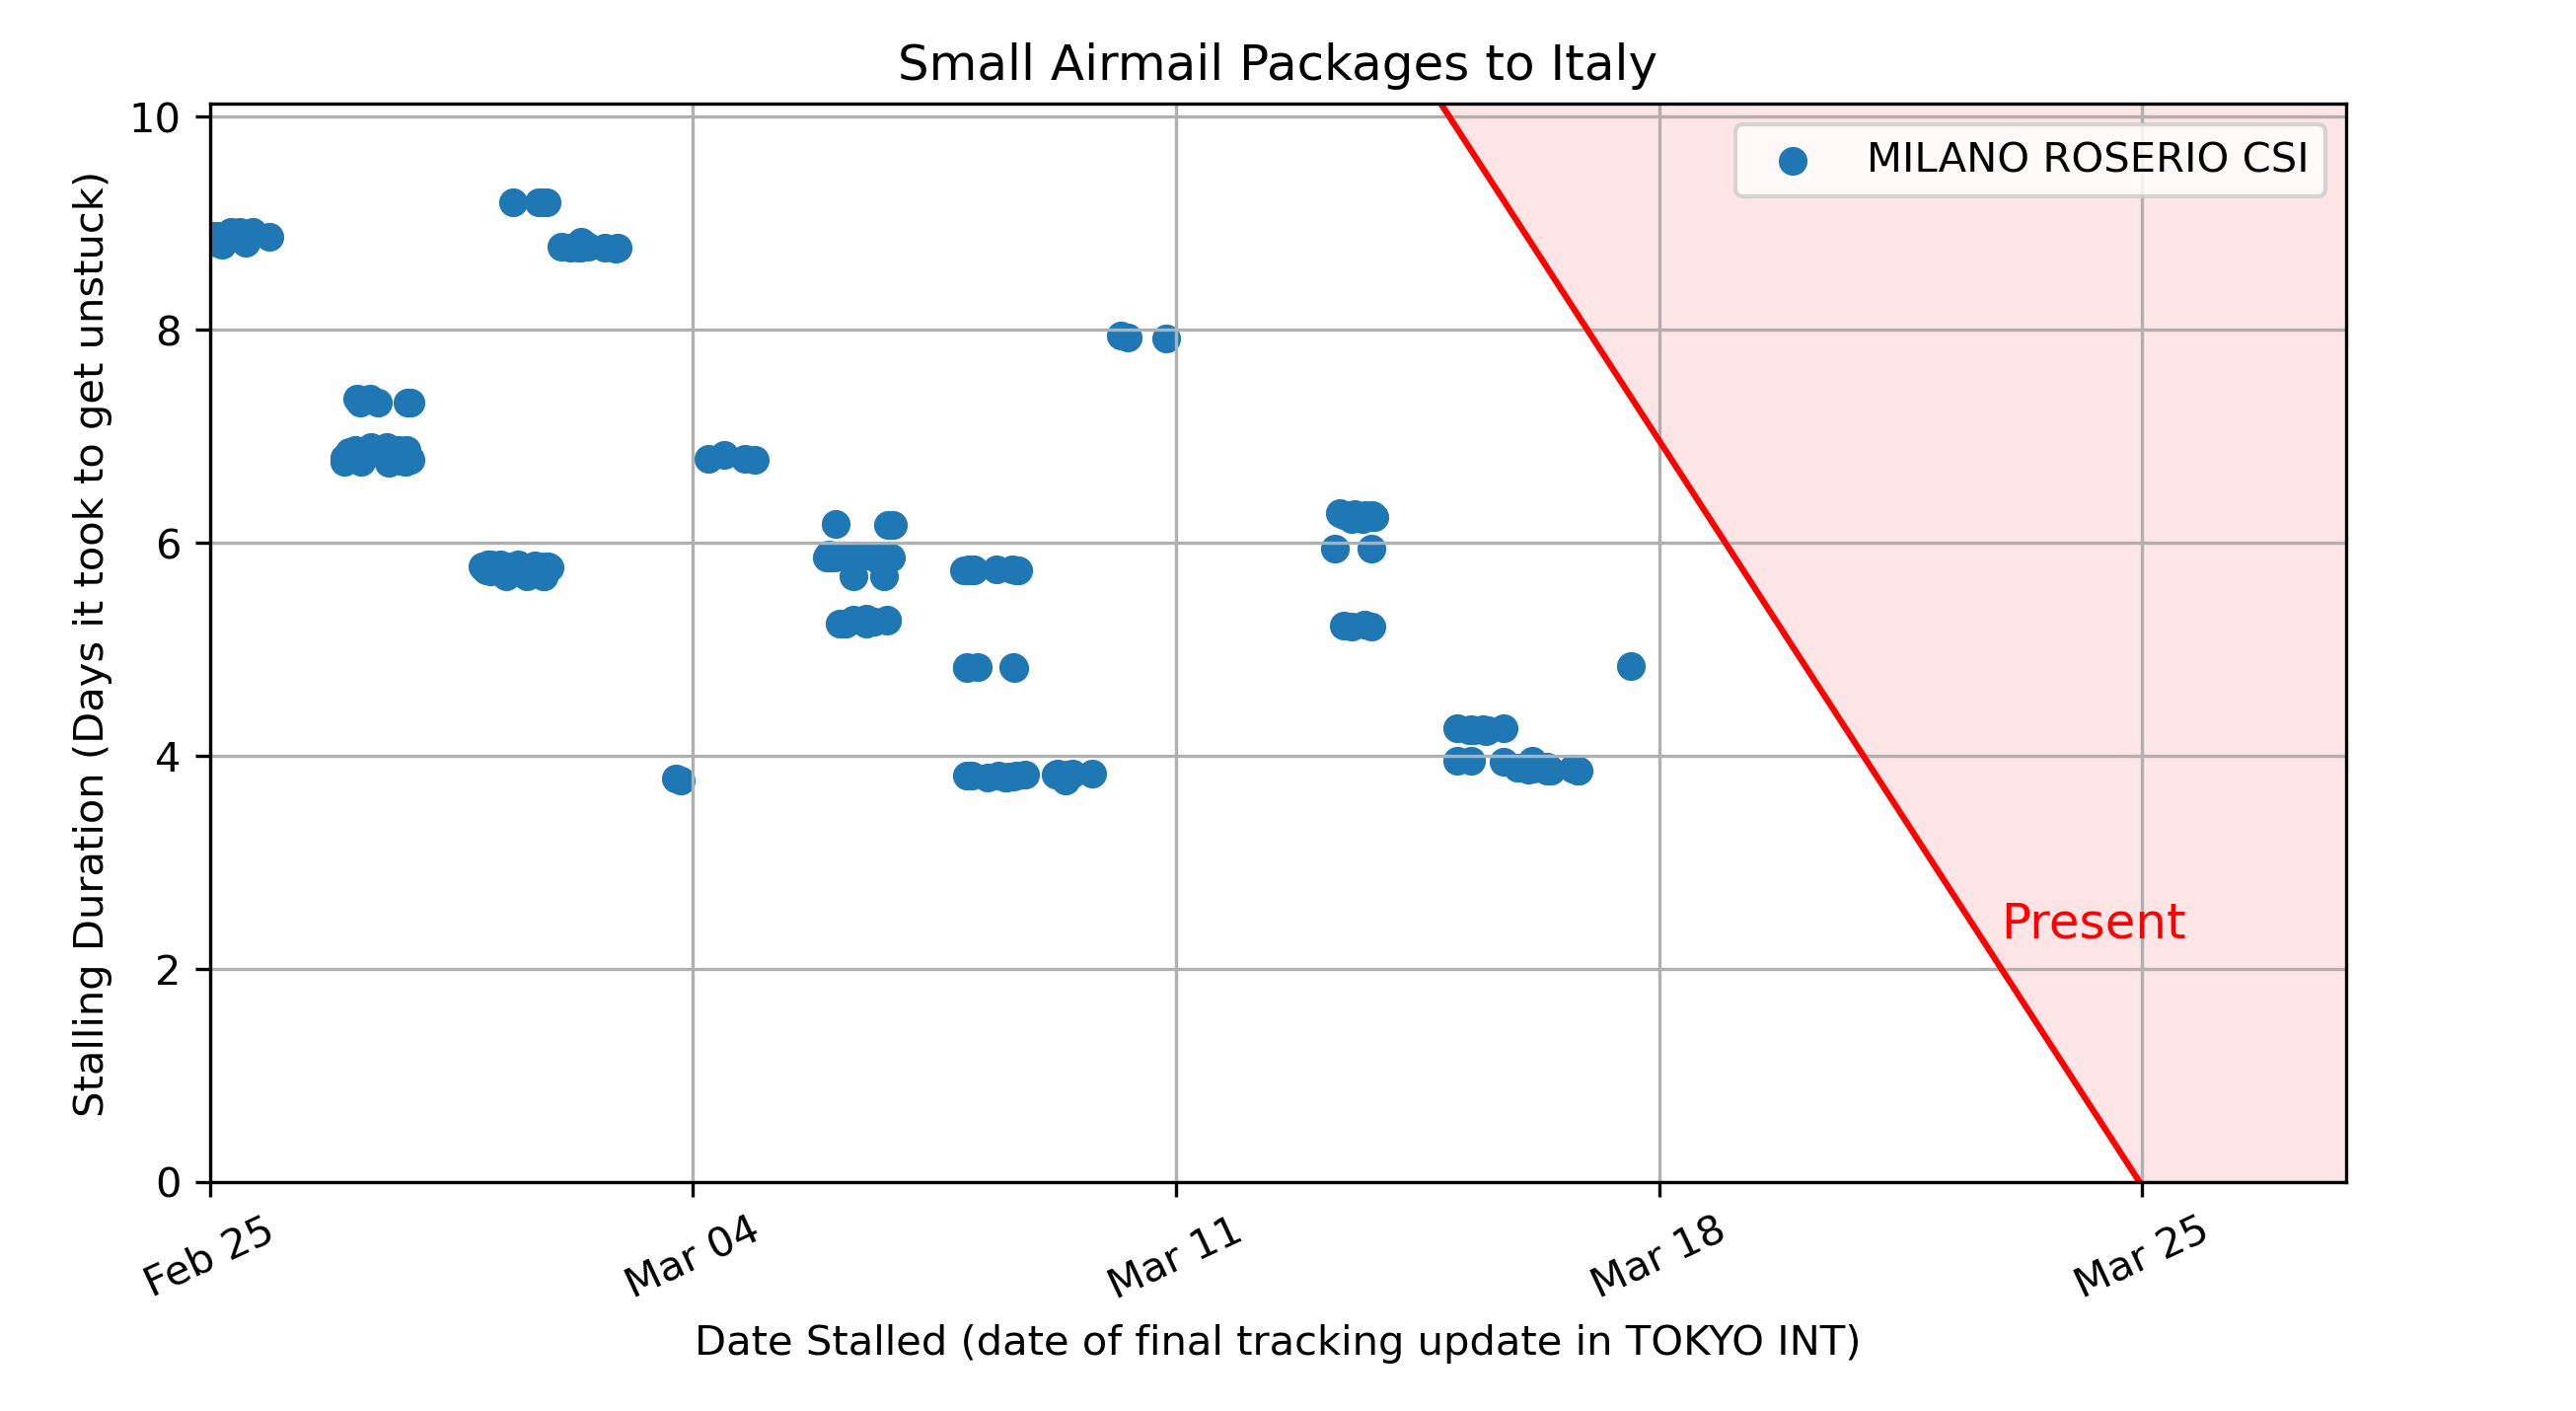 Small Airmail Packages to Italy
Stalling Duration (Days it took to get unstuck)
10
8
6
4
2
0
MILANO ROSERIO CSI
Present
Feb 25
Mar 04
Mar 11
Mar 18
Mar 25
Date Stalled (date of final tracking update in TOKYO INT)